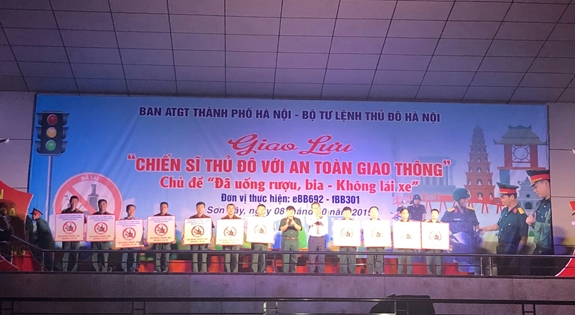 BAN ATGT THÀNH PHỐ HÀ NỘI - BỘ TƯ LỆNH THỦ ĐÔ HÀ NỘI
Giao Lưu
"CHIẾN SĨ THỦ ĐÔ VỚI AN TOÀN GIAO THÔNG"
Chủ đề "Đã uống rượu, bia - Không lái xe"
Đơn vị thực hiện: eBB692 - fBB301
Sơn 08